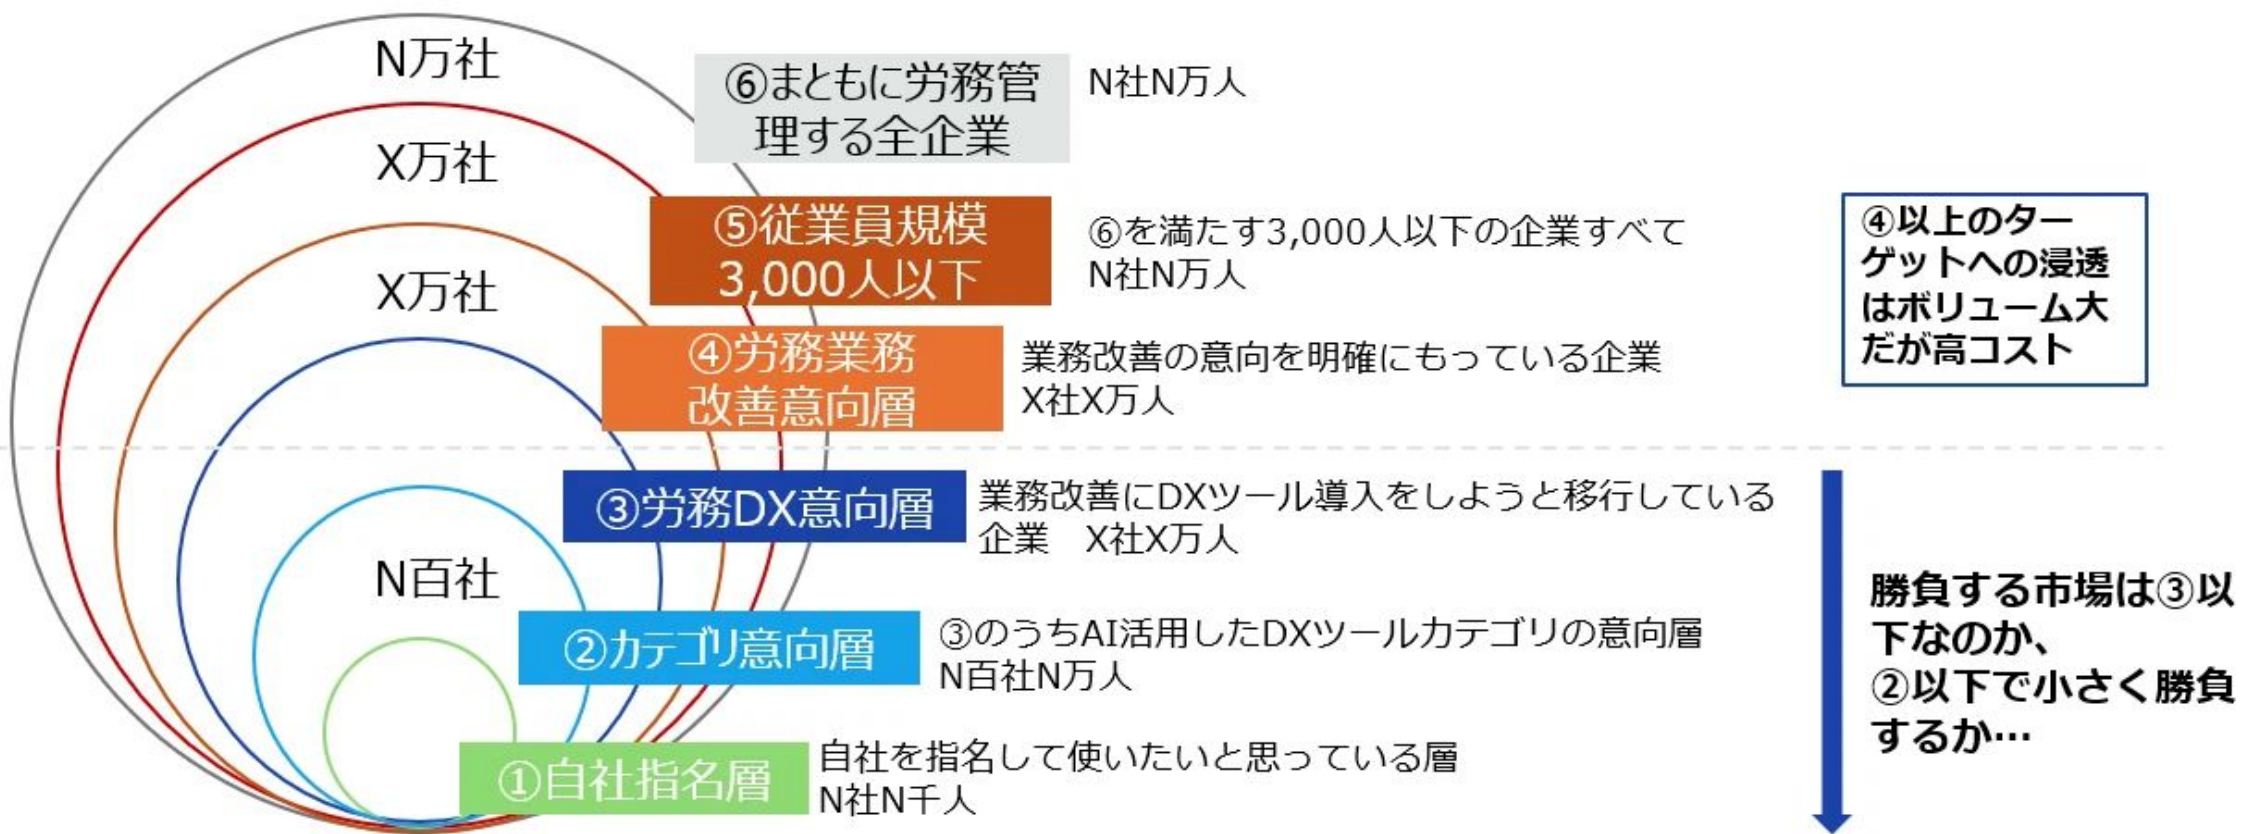 N万社
X万社
X万社
N百社
⑥まともに労務管
理する全企業
N社N万人
⑤従業員規模
3,000人以下
⑥を満たす3,000人以下の企業すべて
N社N万人
④労務業務
改善意向層
業務改善の意向を明確にもっている企業
X社X万人
③労務DX意向層
業務改善にDXツール導入をしようと移行している
企業　X社X万人
②カテゴリ意向層
③のうちAI活用したDXツールカテゴリの意向層
N百社N万人
①自社指名層
自社を指名して使いたいと思っている層
N社N千人
④以上のター
ゲットへの浸透
はボリューム大
だが高コスト
勝負する市場は③以
下なのか、
②以下で小さく勝負
するか…